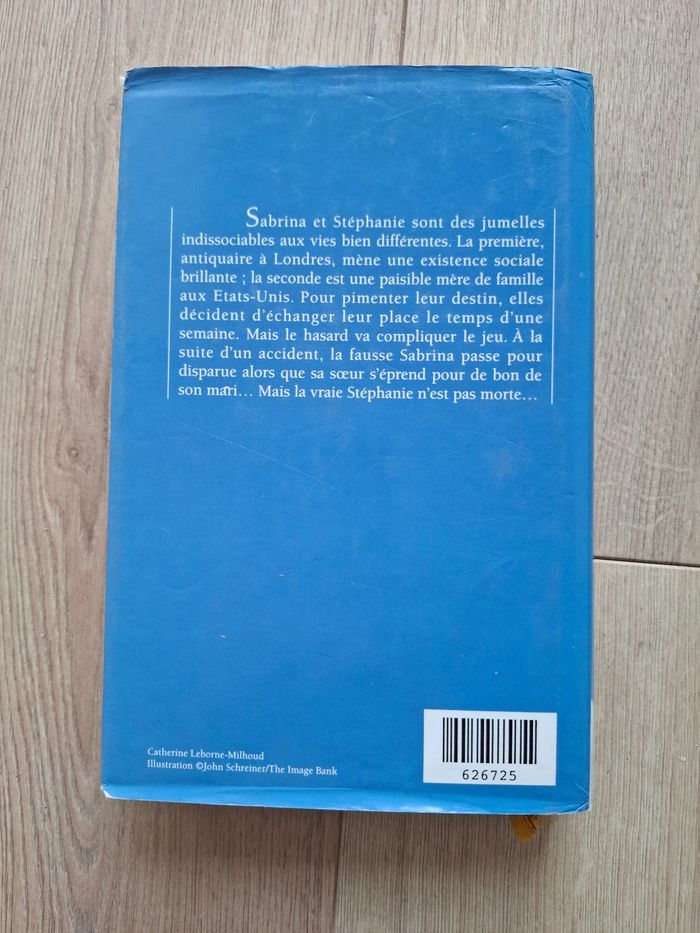 Sabrina et Stéphanie sont des jumelles
indissociables aux vies bien différentes. La première,
antiquaire à Londres, mène une existence sociale
brillante ; la seconde est une paisible mère de famille
aux Etats-Unis. Pour pimenter leur destin, elles
décident d'échanger leur place le temps d'une
semaine. Mais le hasard va compliquer le jeu. À la
suite d'un accident, la fausse Sabrina passe pour
disparue alors que sa sœur s'éprend pour de bon de
son mari… Mais la vraie Stéphanie n'est pas morte…
Catherine Leborne-Milhoud
Illustration ©John Schreiner/The Image Bank
626725